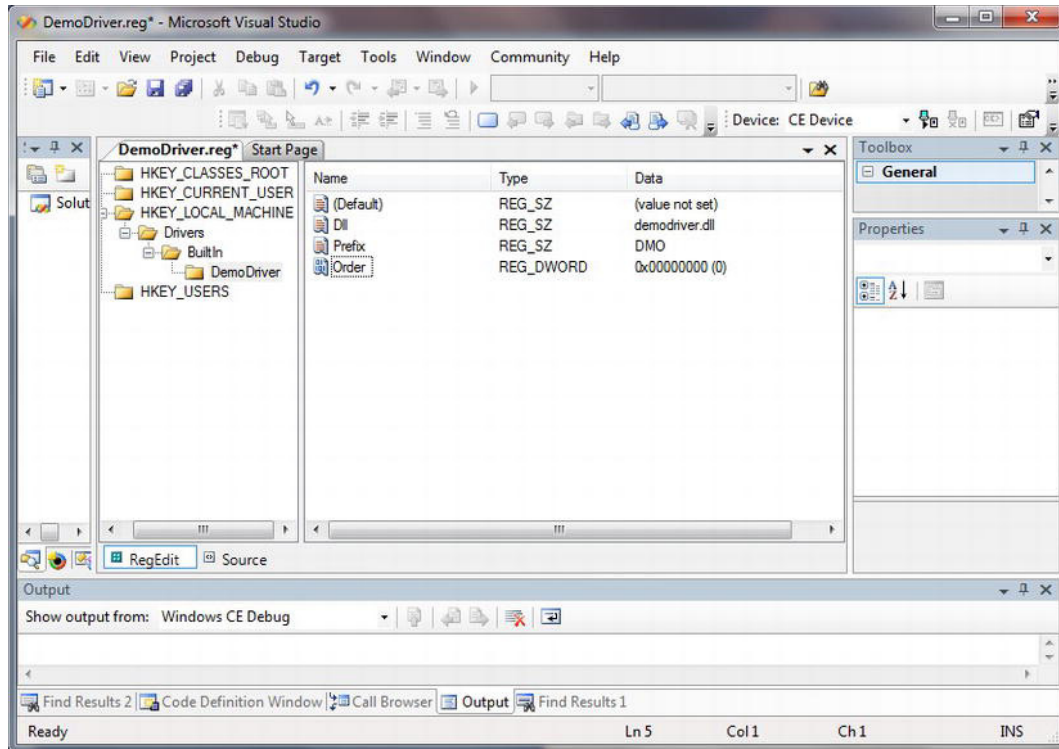 DemoDriver.reg* - Microsoft Visual Studio
File Edit View Project Debug Target Tools Window Community Help
Device: CE Device
DemoDriver.reg* Start Page
Toolbox
General
Solut
HKEY_CLASSES_ROOT
HKEY_CURRENT_USER
HKEY_LOCAL_MACHINE
Drivers
BuiltIn
DemoDriver
HKEY_USERS
Name Type Data
(Default) REG_SZ (value not set)
Dll REG_SZ demodriver.dll
Prefix REG_SZ DMO
Order REG_DWORD 0x00000000 (0)
Properties
RegEdit Source
Output
Show output from: Windows CE Debug
Find Results 2 Code Definition Window Call Browser Output Find Results 1
Ready Ln 5 Col 1 Ch 1 INS